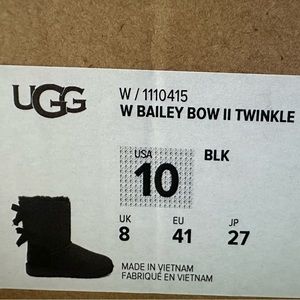 UGG
W / 1110415
W BAILEY BOW II TWINKLE
USA
10
BLK
UK EU JP
8 41 27
MADE IN VIETNAM
FABRIQUÉ EN VIETNAM